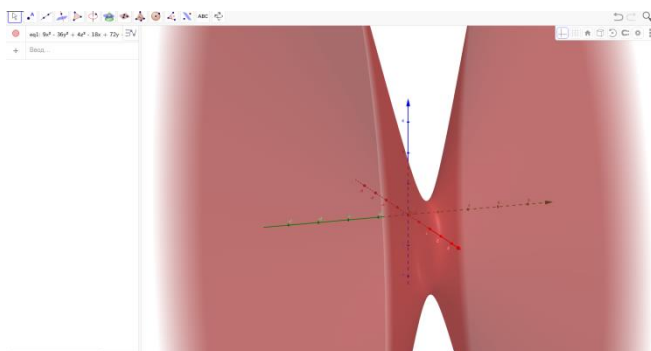 ABC
eq1: 9x² - 36y² + 4z² - 18x + 72y
Ввод...